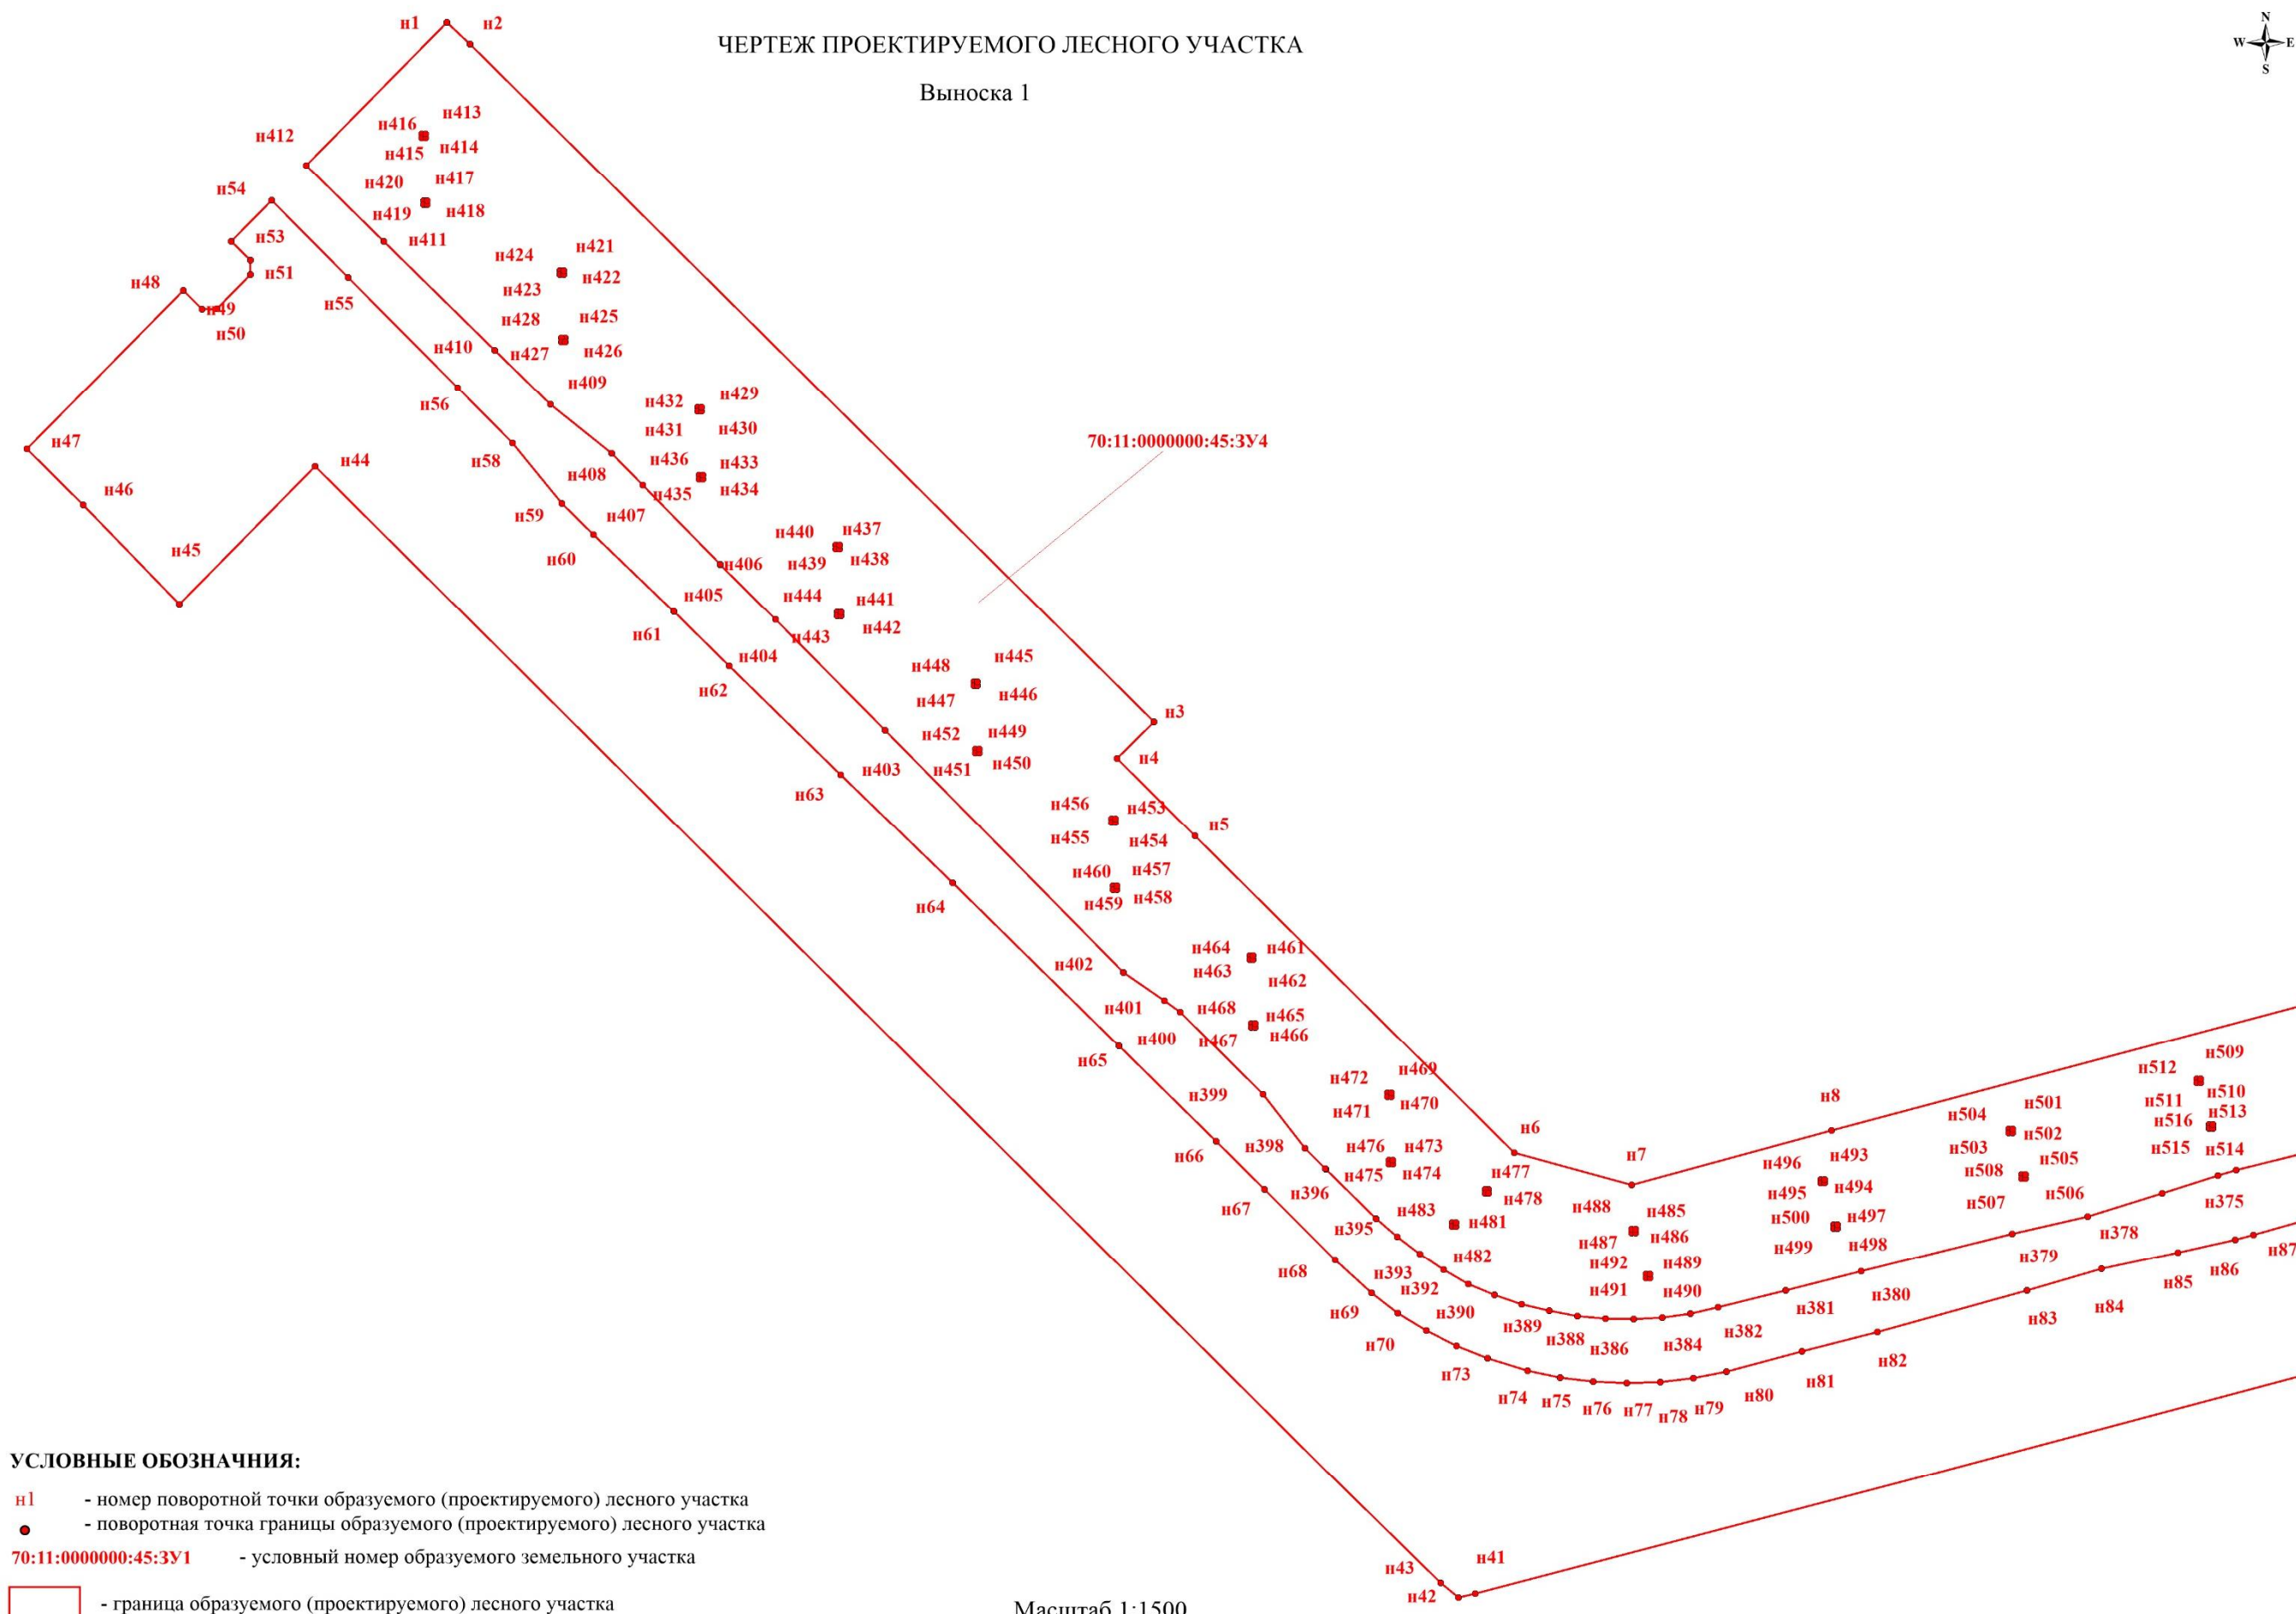 ЧЕРТЕЖ ПРОЕКТИРУЕМОГО ЛЕСНОГО УЧАСТКА
Выноска 1
N
W E
S
н1
н2
н413
н416
н412
н415
н414
н420
н417
н54
н419
н418
н53
н411
н424
н421
н51
н48
н422
н423
н55
н49
н50
н428
н425
н410
н427
н426
н409
н56
н432
н429
н431
н430
70:11:0000000:45:ЗУ4
н47
н58
н44
н436
н433
н408
н46
н435
н434
н59
н407
н440
н437
н45
н60
н406
н439
н438
н405
н444
н441
н61
н443
н442
н404
н448
н445
н62
н447
н446
н3
н452
н449
н4
н403
н451
н450
н63
н456
н453
н5
н455
н454
н460
н457
н64
н459
н458
н464
н461
н402
н463
н462
н401
н468
н465
н400
н467
н466
н65
н509
н472
н469
н512
н399
н471
н470
н8
н510
н511
н504
н501
н513
н516
н6
н502
н398
н476
н473
н503
н515
н514
н66
н7
н496
н493
н505
н475
н474
н477
н508
н396
н495
н494
н506
н67
н478
н488
н507
н375
н483
н485
н500
н497
н395
н481
н487
н486
н499
н498
н378
н482
н379
н87
н68
н393
н492
н489
н86
н392
н491
н490
н85
н380
н69
н390
н381
н84
н389
н83
н388
н382
н70
н386
н384
н82
н73
н81
н74
н75
н80
н76
н77
н78
н79
УСЛОВНЫЕ ОБОЗНАЧНИЯ:
н1 - номер поворотной точки образуемого (проектируемого) лесного участка
- поворотная точка границы образуемого (проектируемого) лесного участка
70:11:0000000:45:ЗУ1 - условный номер образуемого земельного участка
- граница образуемого (проектируемого) лесного участка
н41
н43
н42
Масштаб 1:1500